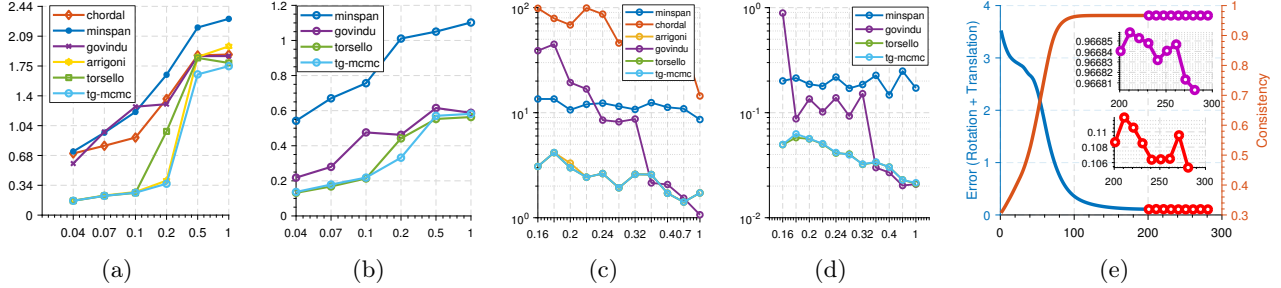 2.44
2.09
1.75
1.4
1.04
0.68
0.34
0
chordal
minspan
govindu
arrigoni
torsello
tg-mcmc
0.04 0.07 0.1 0.2 0.5 1
(a)
1.2
1
0.8
0.6
0.4
0.2
0
minspan
govindu
torsello
tg-mcmc
0.04 0.07 0.1 0.2 0.5 1
(b)
10²
10¹
10⁰
minspan
chordal
arrigoni
govindu
torsello
tg-mcmc
0.16 0.2 0.24 0.32 0.40.7 1
(c)
10⁰
10⁻¹
10⁻²
minspan
govindu
torsello
tg-mcmc
0.16 0.2 0.24 0.32 0.4 1
(d)
Error (Rotation + Translation)
4
3
2
1
0
0 100 200 300
1
0.9
0.8
0.7
0.6
0.5
0.4
0.3
Consistency
0.96685
0.96684
0.96683
0.96682
0.96681
200 250 300
0.11
0.108
0.106
200 250 300
(e)